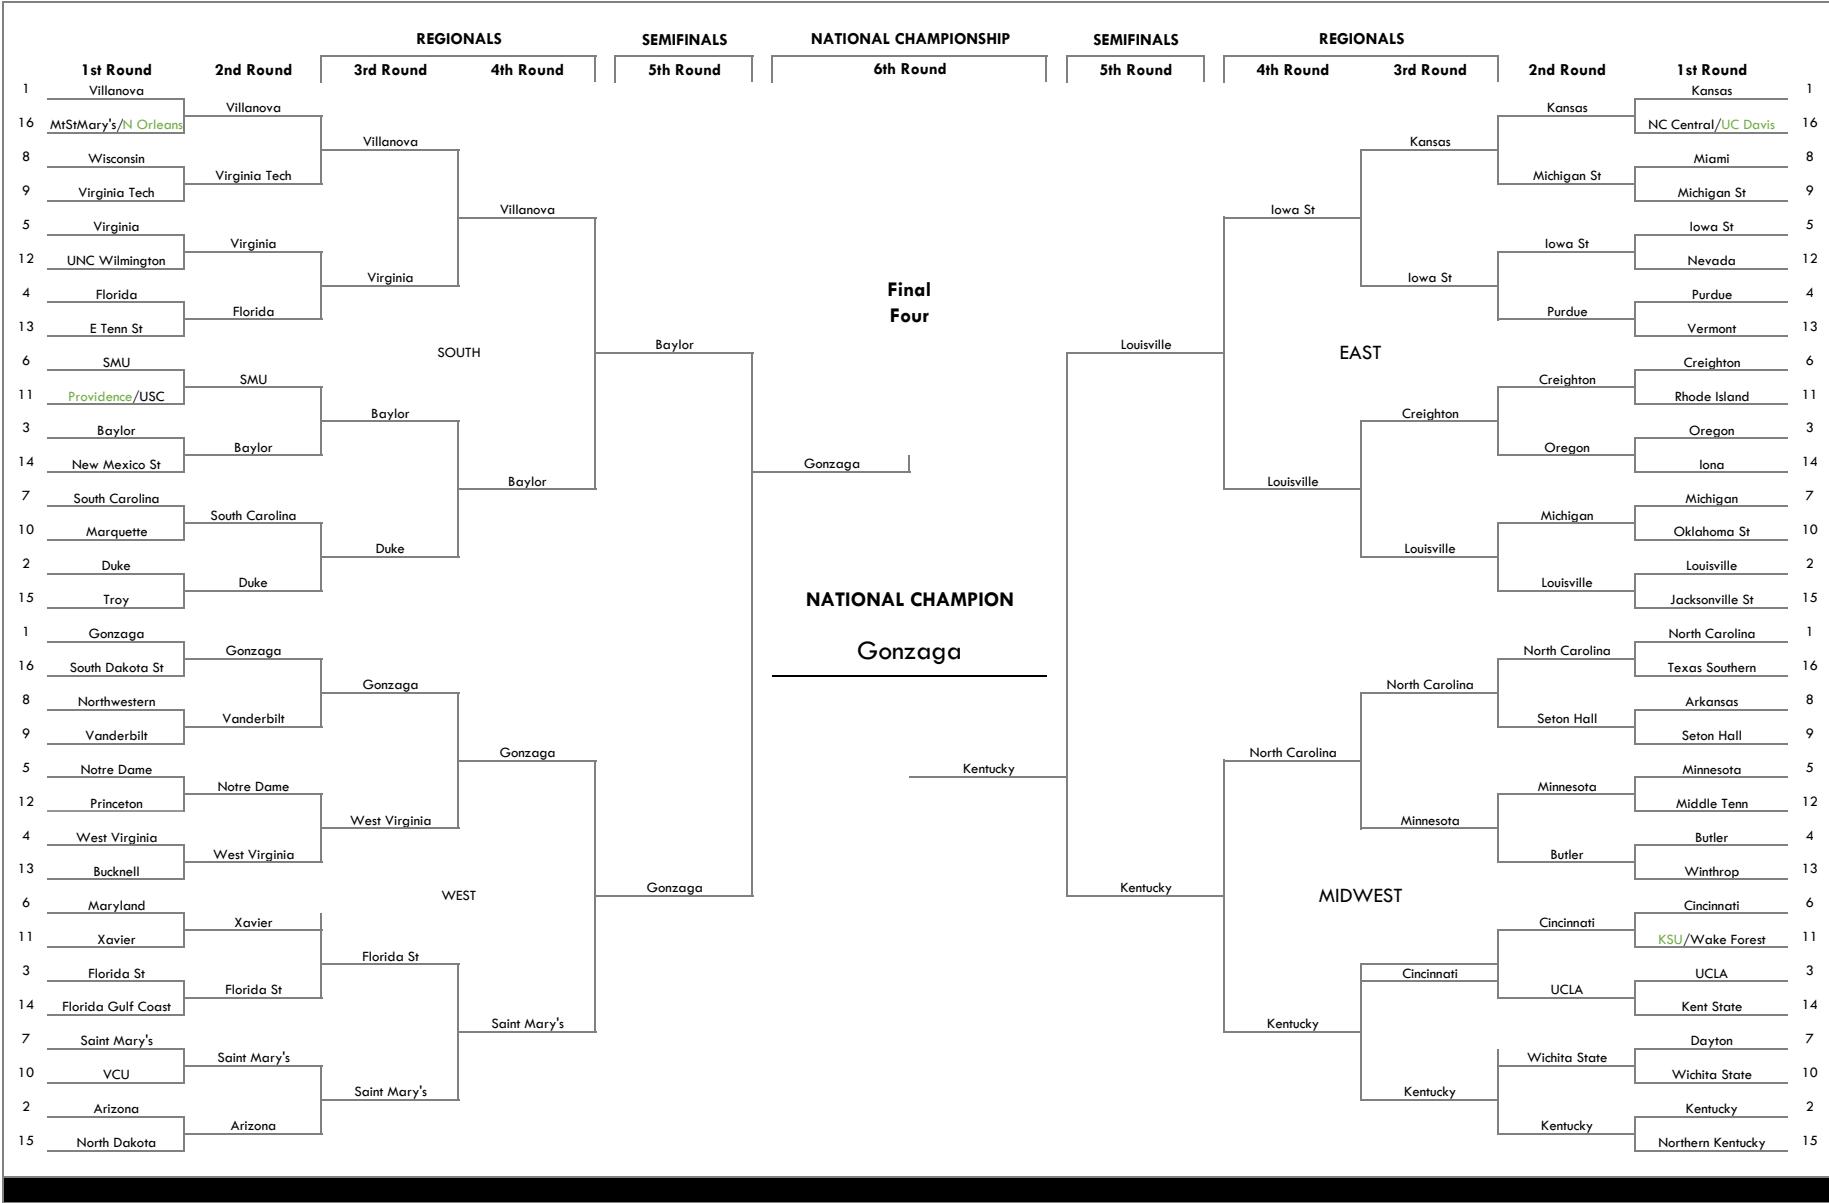 REGIONALS SEMIFINALS NATIONAL CHAMPIONSHIP SEMIFINALS REGIONALS
1st Round 2nd Round 3rd Round 4th Round 5th Round 6th Round 5th Round 4th Round 3rd Round 2nd Round 1st Round
1 Villanova Kansas 1
Villanova Kansas
16 MtStMary's/N Orleans NC Central/UC Davis 16
Villanova Kansas
8 Wisconsin Miami 8
Virginia Tech Michigan St
9 Virginia Tech Michigan St 9
Villanova Iowa St
5 Virginia Iowa St 5
Virginia Iowa St
12 UNC Wilmington Nevada 12
Virginia Iowa St
Final
4 Florida Purdue 4
Florida Purdue
Four
13 E Tenn St Vermont 13
Baylor Louisville
SOUTH EAST
6 SMU Creighton 6
SMU Creighton
11 Providence/USC Rhode Island 11
Baylor Creighton
3 Baylor Oregon 3
Baylor Oregon
14 New Mexico St Gonzaga Iona 14
Baylor Louisville
7 South Carolina Michigan 7
South Carolina Michigan
10 Marquette Oklahoma St 10
Duke Louisville
2 Duke Louisville 2
Duke Louisville
15 Troy NATIONAL CHAMPION Jacksonville St 15
1 Gonzaga North Carolina 1
Gonzaga Gonzaga North Carolina
16 South Dakota St Texas Southern 16
Gonzaga North Carolina
8 Northwestern Arkansas 8
Vanderbilt Seton Hall
9 Vanderbilt Seton Hall 9
Gonzaga North Carolina
5 Notre Dame Kentucky Minnesota 5
Notre Dame Minnesota
12 Princeton Middle Tenn 12
West Virginia Minnesota
4 West Virginia Butler 4
West Virginia Butler
13 Bucknell Winthrop 13
Gonzaga Kentucky
WEST MIDWEST
6 Maryland Cincinnati 6
Xavier Cincinnati
11 Xavier KSU/Wake Forest 11
Florida St
3 Florida St Cincinnati UCLA 3
Florida St UCLA
14 Florida Gulf Coast Kent State 14
Saint Mary's Kentucky
7 Saint Mary's Dayton 7
Saint Mary's Wichita State
10 VCU Wichita State 10
Saint Mary's Kentucky
2 Arizona Kentucky 2
Arizona Kentucky
15 North Dakota Northern Kentucky 15